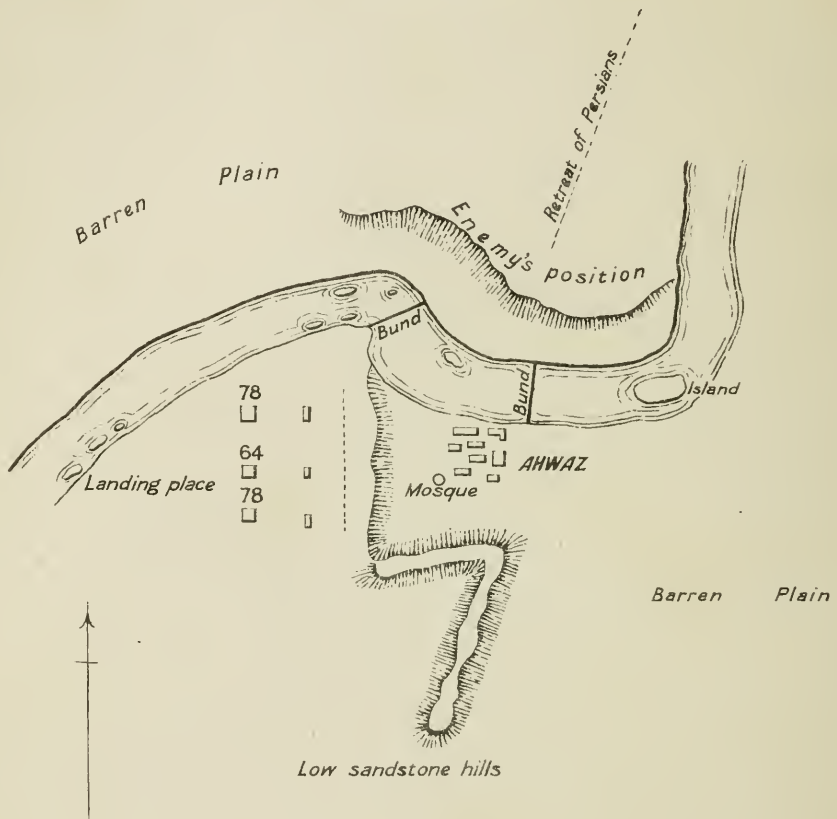 Retreat of Persians
Barren Plain
Enemy's position
Bund
Bund
Island
78
64
Landing place
78
AHWAZ
Mosque
Barren Plain
Low sandstone hills